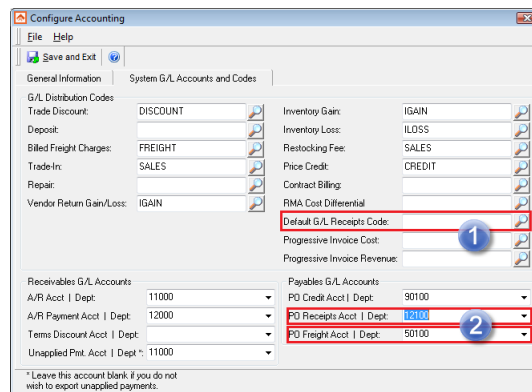 Configure Accounting
File Help
Save and Exit
General Information System G/L Accounts and Codes
G/L Distribution Codes
Trade Discount: DISCOUNT
Deposit:
Billed Freight Charges: FREIGHT
Trade-In: SALES
Repair:
Vendor Return Gain/Loss: IGAIN
Inventory Gain: IGAIN
Inventory Loss: ILOSS
Restocking Fee: SALES
Price Credit: CREDIT
Contract Billing:
RMA Cost Differential
Default G/L Receipts Code:
1
Progressive Invoice Cost:
Progressive Invoice Revenue:
Receivables G/L Accounts
A/R Acct | Dept: 11000
A/R Payment Acct | Dept: 12000
Terms Discount Acct | Dept:
Unapplied Pmt. Acct | Dept *: 11000
Payables G/L Accounts
PO Credit Acct | Dept: 90100
PO Receipts Acct | Dept: 12100
2
PO Freight Acct | Dept: 50100
* Leave this account blank if you do not
wish to export unapplied payments.